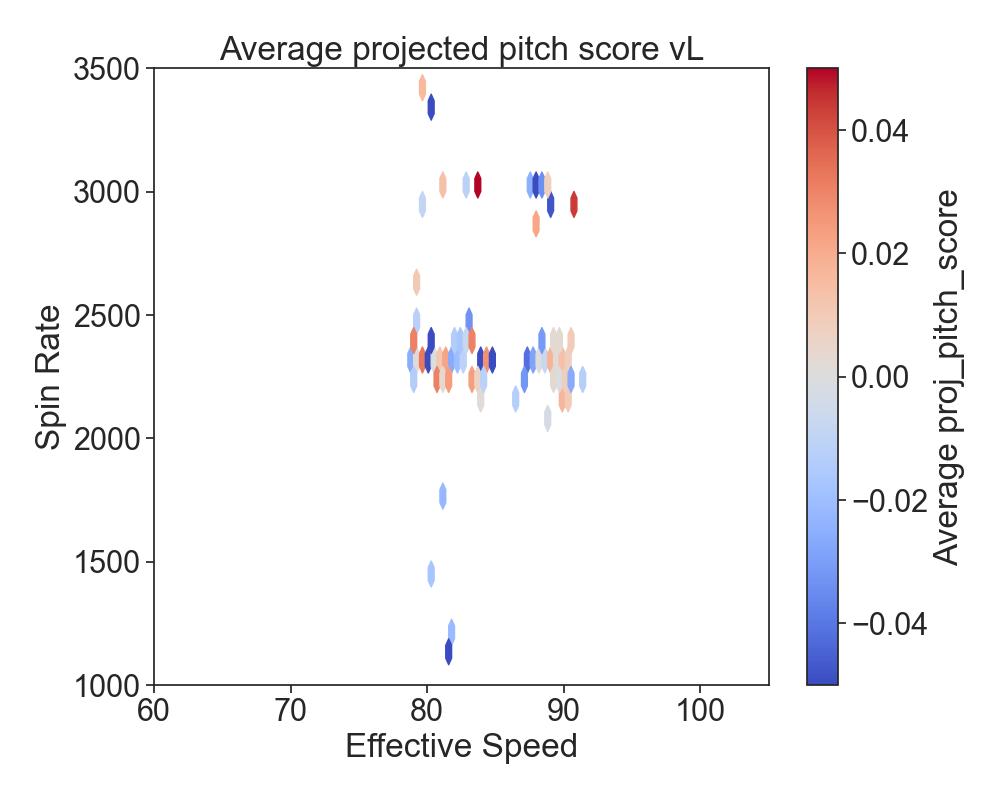 Average projected pitch score vL
3500
3000
2500
2000
1500
1000
Spin Rate
60 70 80 90 100
Effective Speed
0.04
0.02
0.00
−0.02
−0.04
Average proj_pitch_score